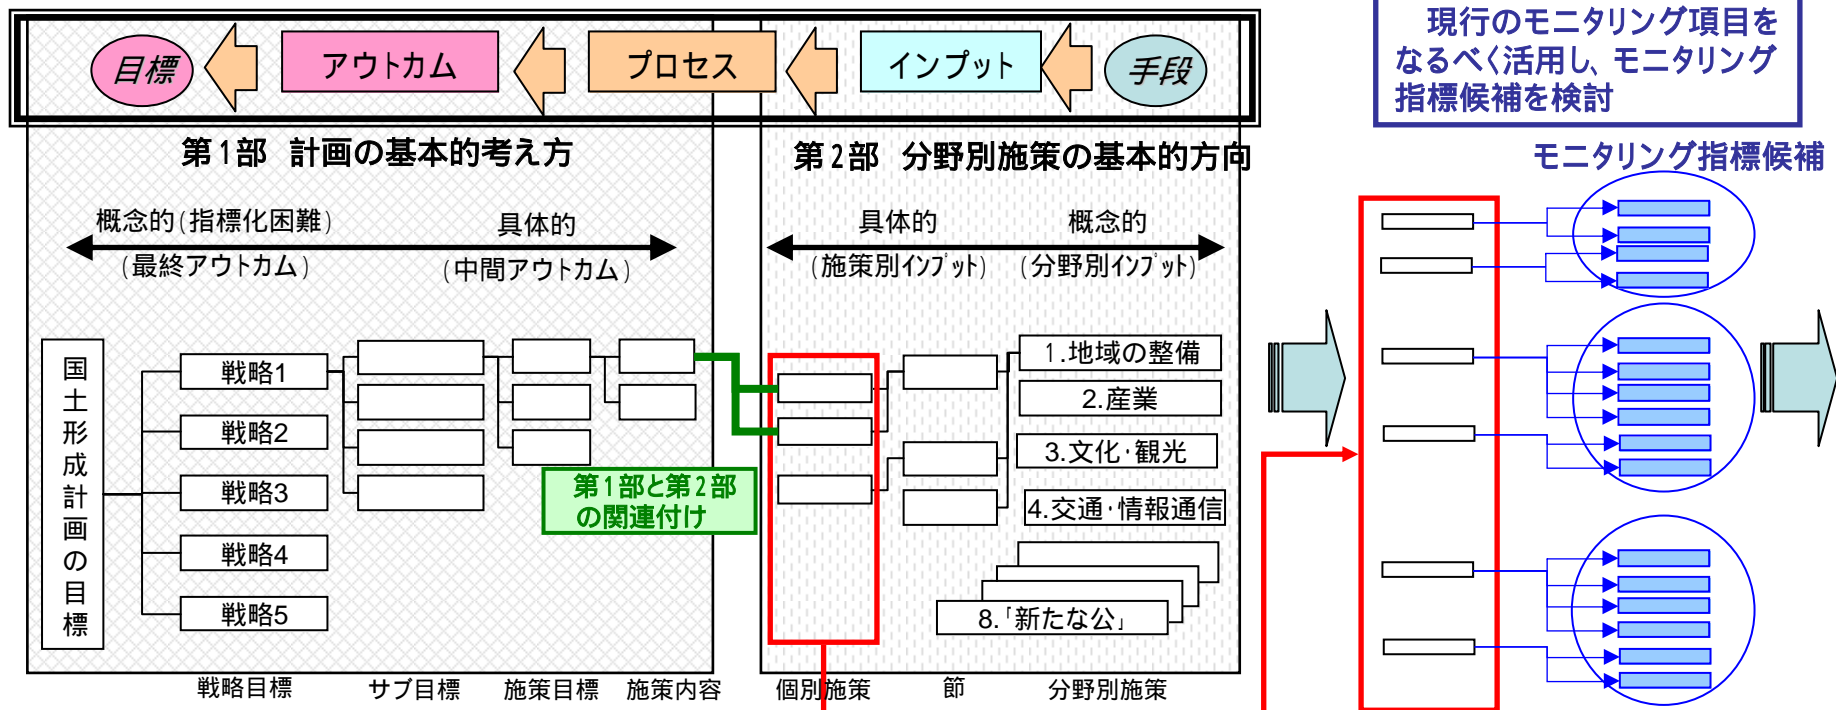 目標
アウトカム
プロセス
インプット
手段
現行のモニタリング項目を
なるべく活用し、モニタリング
指標候補を検討
第1部 計画の基本的考え方
第2部 分野別施策の基本的方向
モニタリング指標候補
概念的(指標化困難)
具体的
(最終アウトカム)
(中間アウトカム)
具体的
概念的
(施策別インプット)
(分野別インプット)
国土形成計画の目標
戦略1
戦略2
戦略3
戦略4
戦略5
第1部と第2部
の関連付け
1.地域の整備
2.産業
3.文化・観光
4.交通・情報通信
8.「新たな公」
戦略目標
サブ目標
施策目標
施策内容
個別施策
節
分野別施策